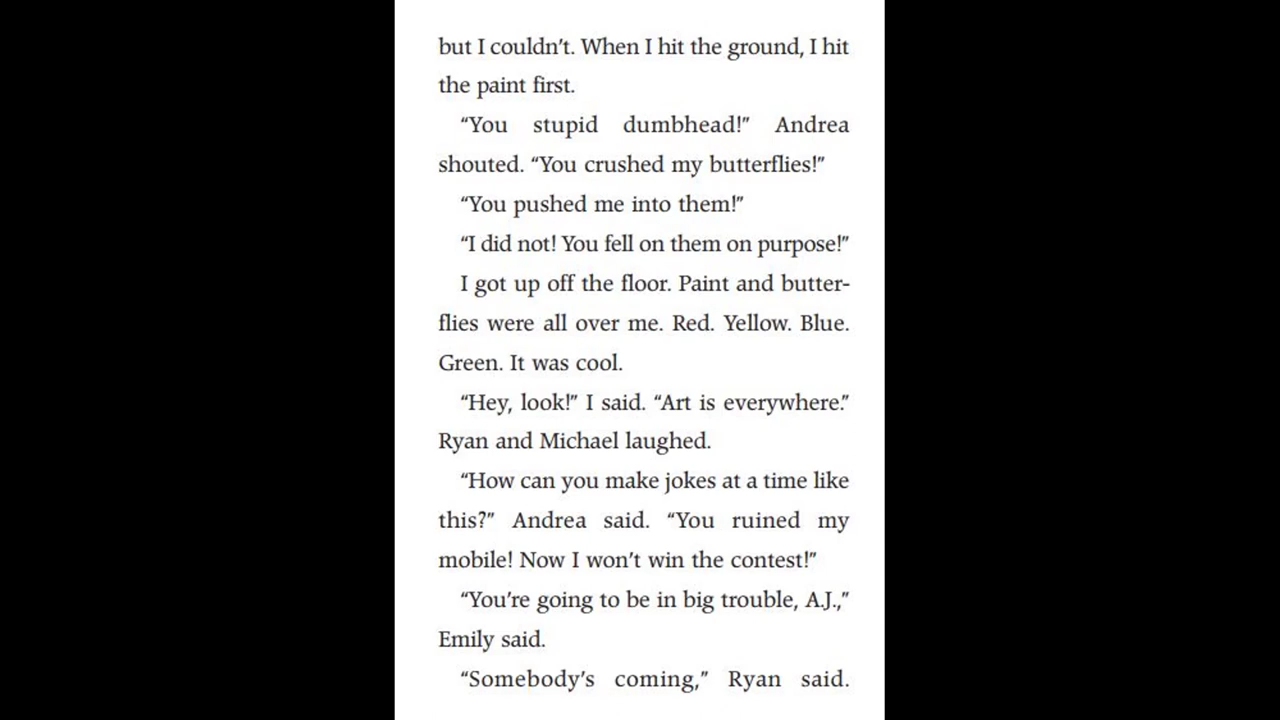 but I couldn’t. When I hit the ground, I hit
the paint first.
“You stupid dumbhead!” Andrea
shouted. “You crushed my butterflies!”
“You pushed me into them!”
“I did not! You fell on them on purpose!”
I got up off the floor. Paint and butter-
flies were all over me. Red. Yellow. Blue.
Green. It was cool.
“Hey, look!” I said. “Art is everywhere.”
Ryan and Michael laughed.
“How can you make jokes at a time like
this?” Andrea said. “You ruined my
mobile! Now I won’t win the contest!”
“You’re going to be in big trouble, A.J.,”
Emily said.
“Somebody’s coming,” Ryan said.